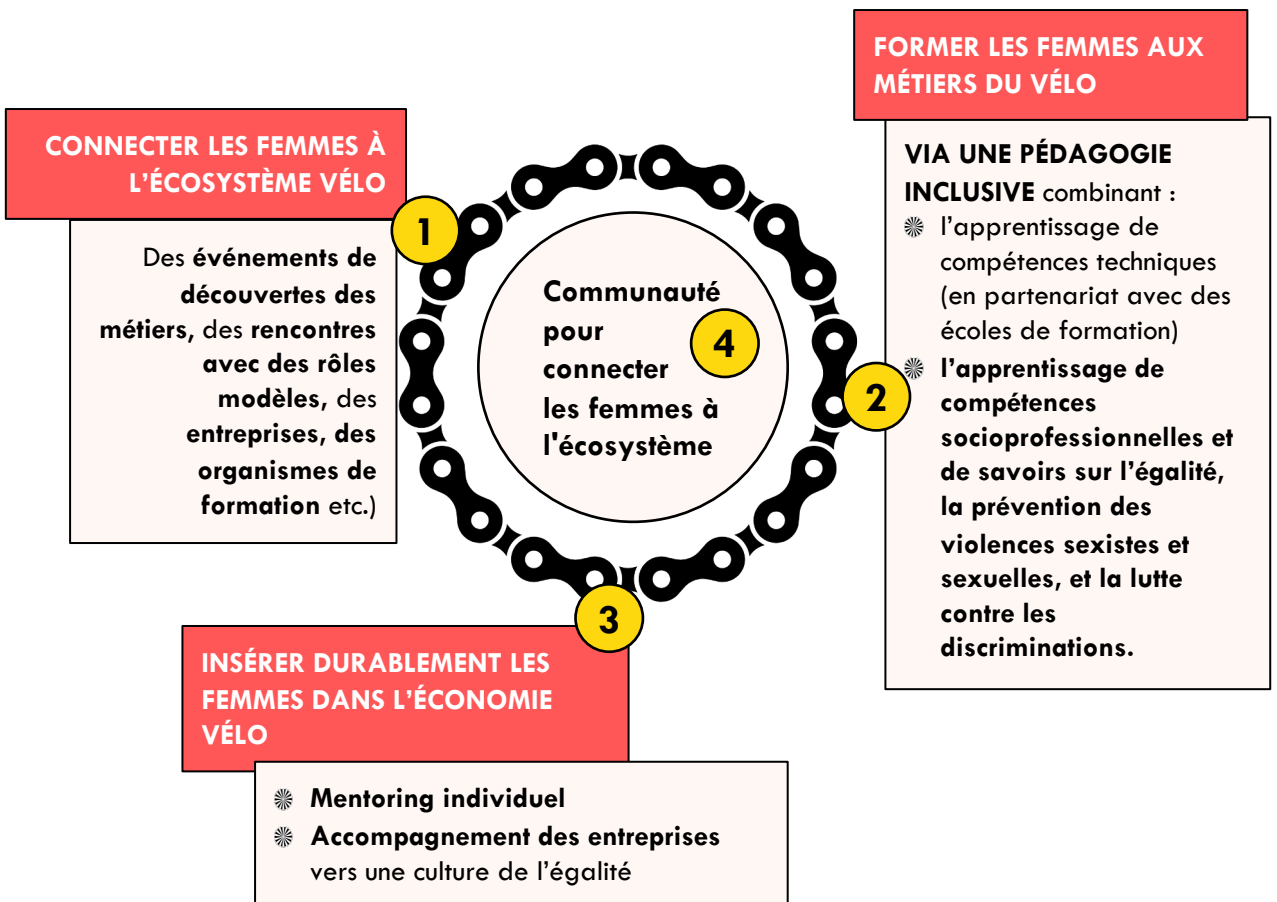 CONNECTER LES FEMMES À
L’ÉCOSYSTÈME VÉLO
1
Des événements de
découvertes des
métiers, des rencontres
avec des rôles
modèles, des
entreprises, des
organismes de
formation etc.)
FORMER LES FEMMES AUX
MÉTIERS DU VÉLO
2
VIA UNE PÉDAGOGIE
INCLUSIVE combinant :
l’apprentissage de
compétences techniques
(en partenariat avec des
écoles de formation)
l’apprentissage de
compétences
socioprofessionnelles et
de savoirs sur l’égalité,
la prévention des
violences sexistes et
sexuelles, et la lutte
contre les
discriminations.
3
INSÉRER DURABLEMENT LES
FEMMES DANS L’ÉCONOMIE
VÉLO
Mentoring individuel
Accompagnement des entreprises
vers une culture de l’égalité
Communauté
pour
connecter
les femmes à
l'écosystème
4